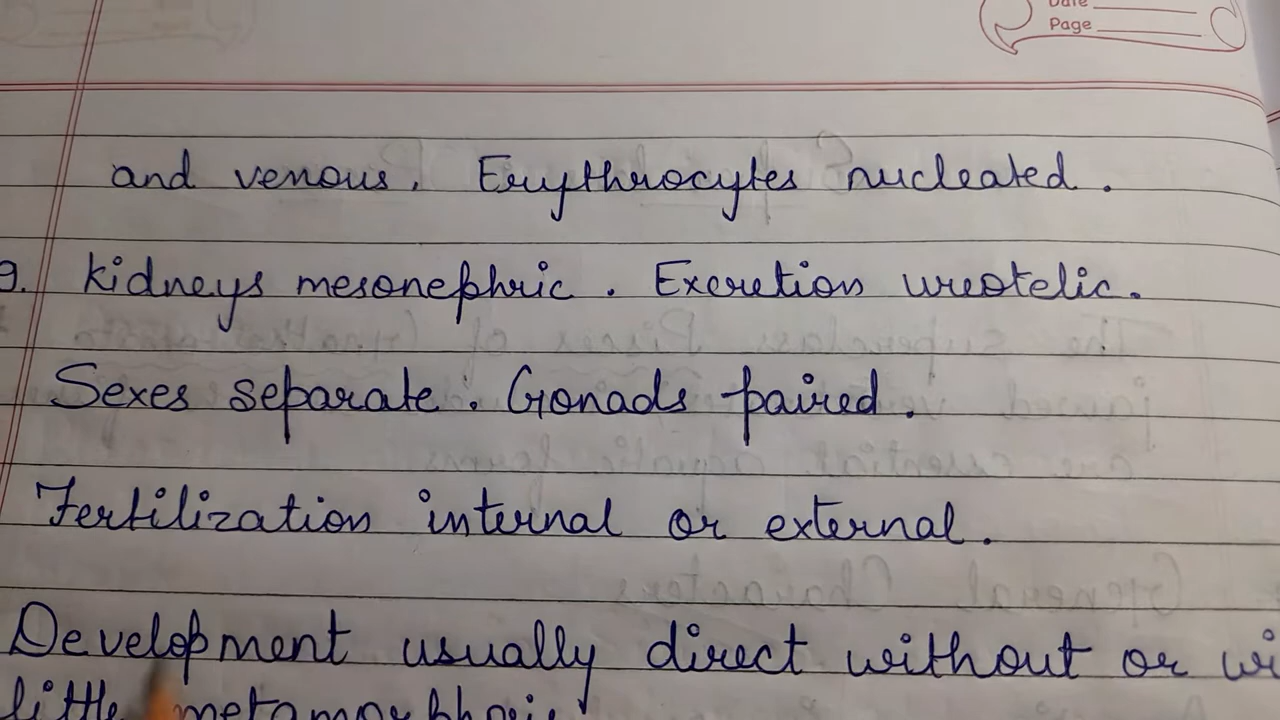 Date
Page
and venous. Erythrocytes nucleated.
9. kidneys mesonephric. Excretion ureotelic.
Sexes separate. Gonads paired.
Fertilization internal or external.
Development usually direct without or wi
little